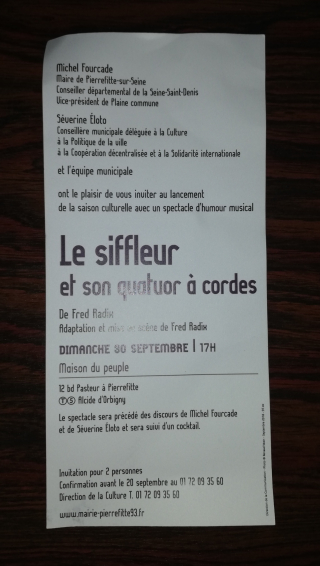 Michel Fourcade
Maire de Pierrefitte-sur-Seine
Conseiller départemental de la Seine-Saint-Denis
Vice-président de Plaine commune
Séverine Éloto
Conseillère municipale déléguée à la Culture
à la Politique de la ville
à la Coopération décentralisée et à la Solidarité internationale
et l'équipe municipale
ont le plaisir de vous inviter au lancement
de la saison culturelle avec un spectacle d'humour musical
Le siffleur
et son quatuor à cordes
De Fred Radix
Adaptation et mise en scène de Fred Radix
DIMANCHE 30 SEPTEMBRE | 17H
Maison du peuple
12 bd Pasteur à Pierrefitte
T 5 Alcide d'Orbigny
Le spectacle sera précédé des discours de Michel Fourcade
et de Séverine Éloto et sera suivi d'un cocktail.
Invitation pour 2 personnes
Confirmation avant le 20 septembre au 01 72 09 35 60
Direction de la Culture T. 01 72 09 35 60
www.mairie-pierrefitte93.fr